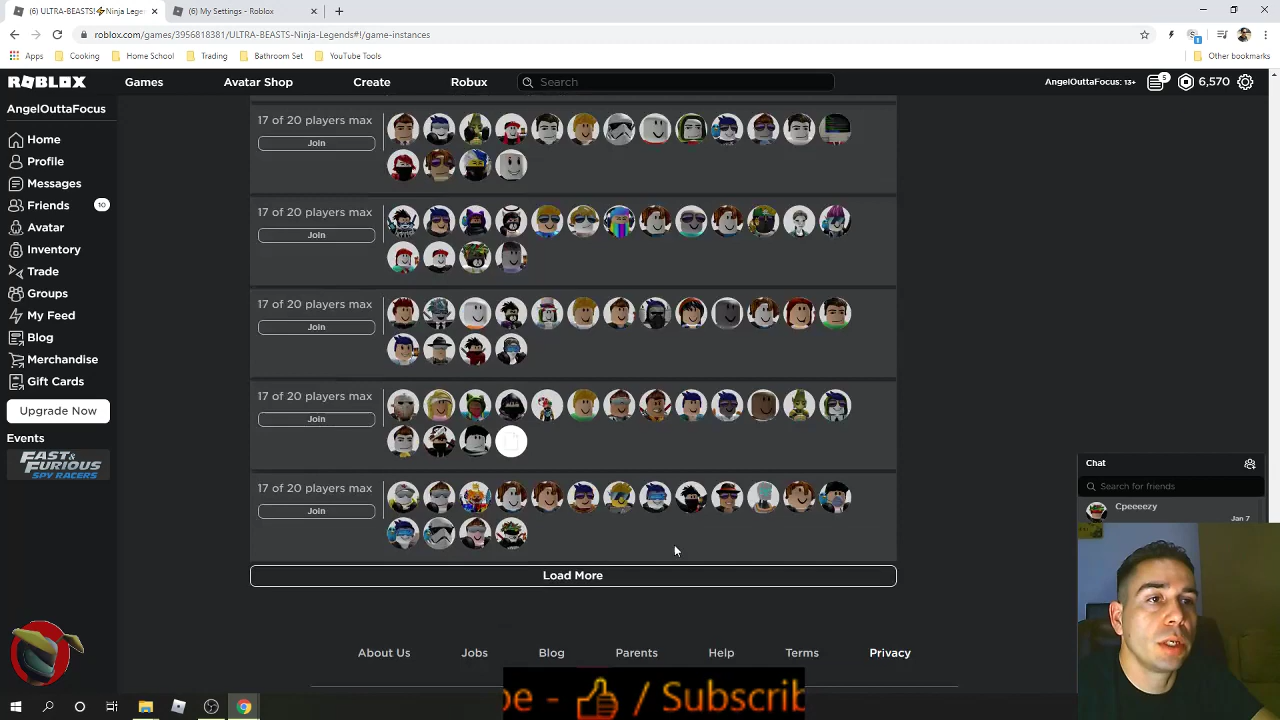 (6) ULTRA-BEASTS!⚡Ninja Lege
(6) My Settings - Roblox
roblox.com/games/3956818381/ULTRA-BEASTS-Ninja-Legends#!/game-instances
Apps
Cooking
Home School
Trading
Bathroom Set
YouTube Tools
Other bookmarks
ROBLOX
Games
Avatar Shop
Create
Robux
Search
AngelOuttaFocus: 13+
5
6,570
AngelOuttaFocus
Home
Profile
Messages
Friends
10
Avatar
Inventory
Trade
Groups
My Feed
Blog
Merchandise
Gift Cards
Upgrade Now
Events
FAST & FURIOUS
SPY RACERS
17 of 20 players max
Join
17 of 20 players max
Join
17 of 20 players max
Join
17 of 20 players max
Join
17 of 20 players max
Join
Load More
About Us
Jobs
Blog
Parents
Help
Terms
Privacy
Chat
Search for friends
Cpeeeezy
Jan 7
be - 👍 / Subscrib